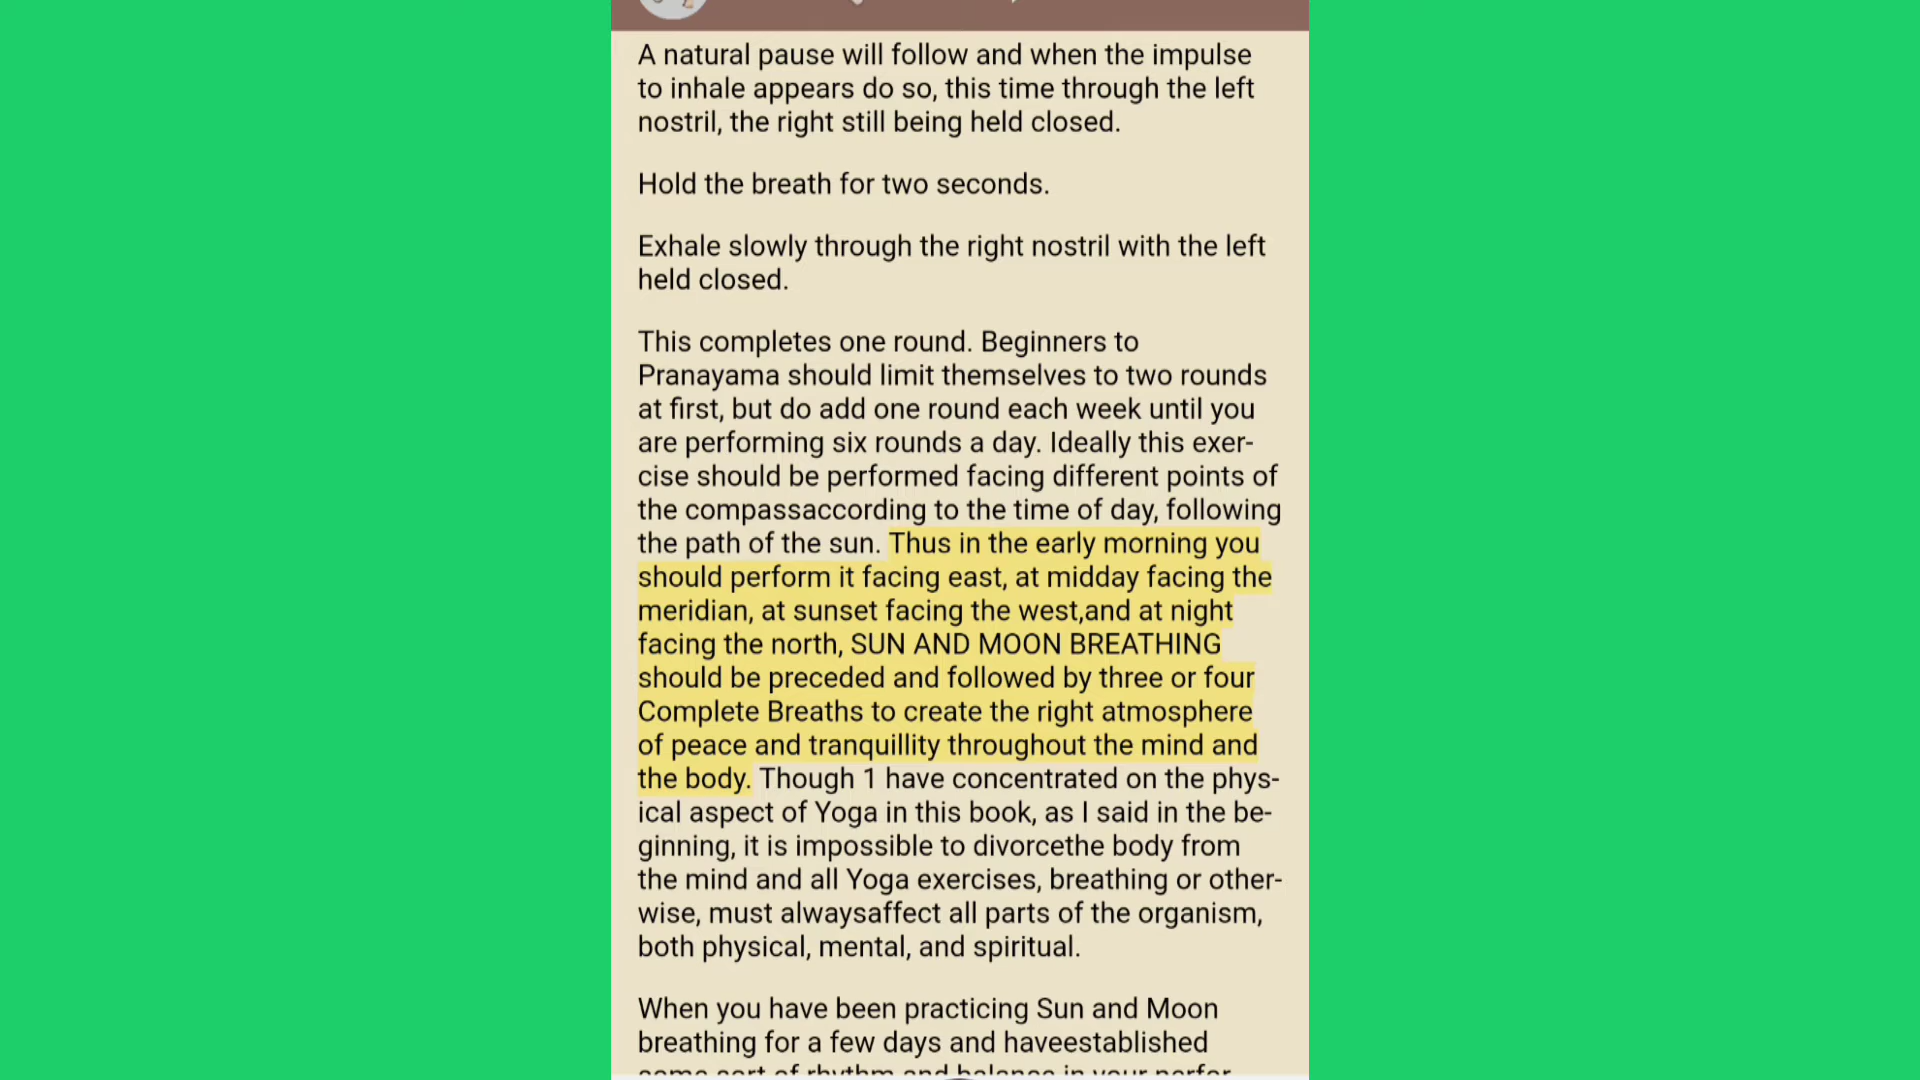 A natural pause will follow and when the impulse
to inhale appears do so, this time through the left
nostril, the right still being held closed.
Hold the breath for two seconds.
Exhale slowly through the right nostril with the left
held closed.
This completes one round. Beginners to
Pranayama should limit themselves to two rounds
at first, but do add one round each week until you
are performing six rounds a day. Ideally this exer-
cise should be performed facing different points of
the compassaccording to the time of day, following
the path of the sun. Thus in the early morning you
should perform it facing east, at midday facing the
meridian, at sunset facing the west,and at night
facing the north, SUN AND MOON BREATHING
should be preceded and followed by three or four
Complete Breaths to create the right atmosphere
of peace and tranquillity throughout the mind and
the body. Though 1 have concentrated on the phys-
ical aspect of Yoga in this book, as I said in the be-
ginning, it is impossible to divorcethe body from
the mind and all Yoga exercises, breathing or other-
wise, must alwaysaffect all parts of the organism,
both physical, mental, and spiritual.
When you have been practicing Sun and Moon
breathing for a few days and haveestablished
some sort of rhythm and balance in your perfor